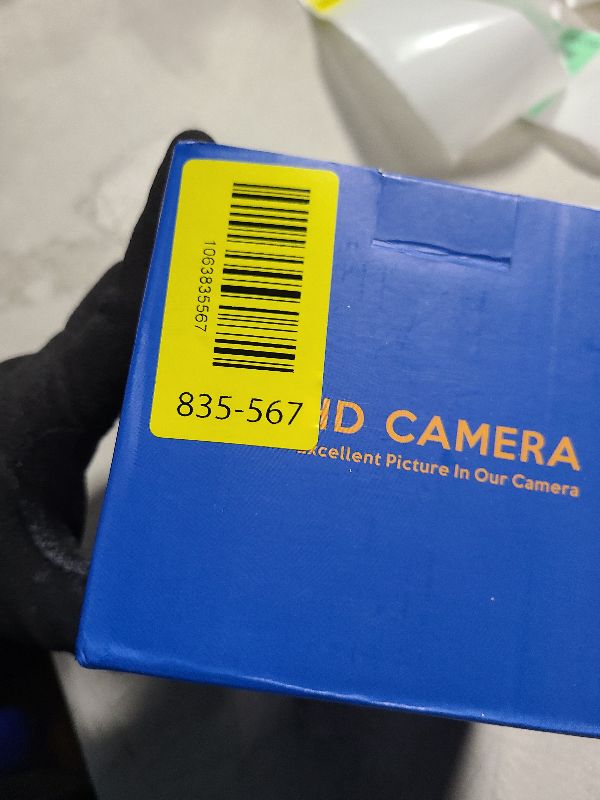 1063835567
835-567
HD CAMERA
Excellent Picture In Our Camera